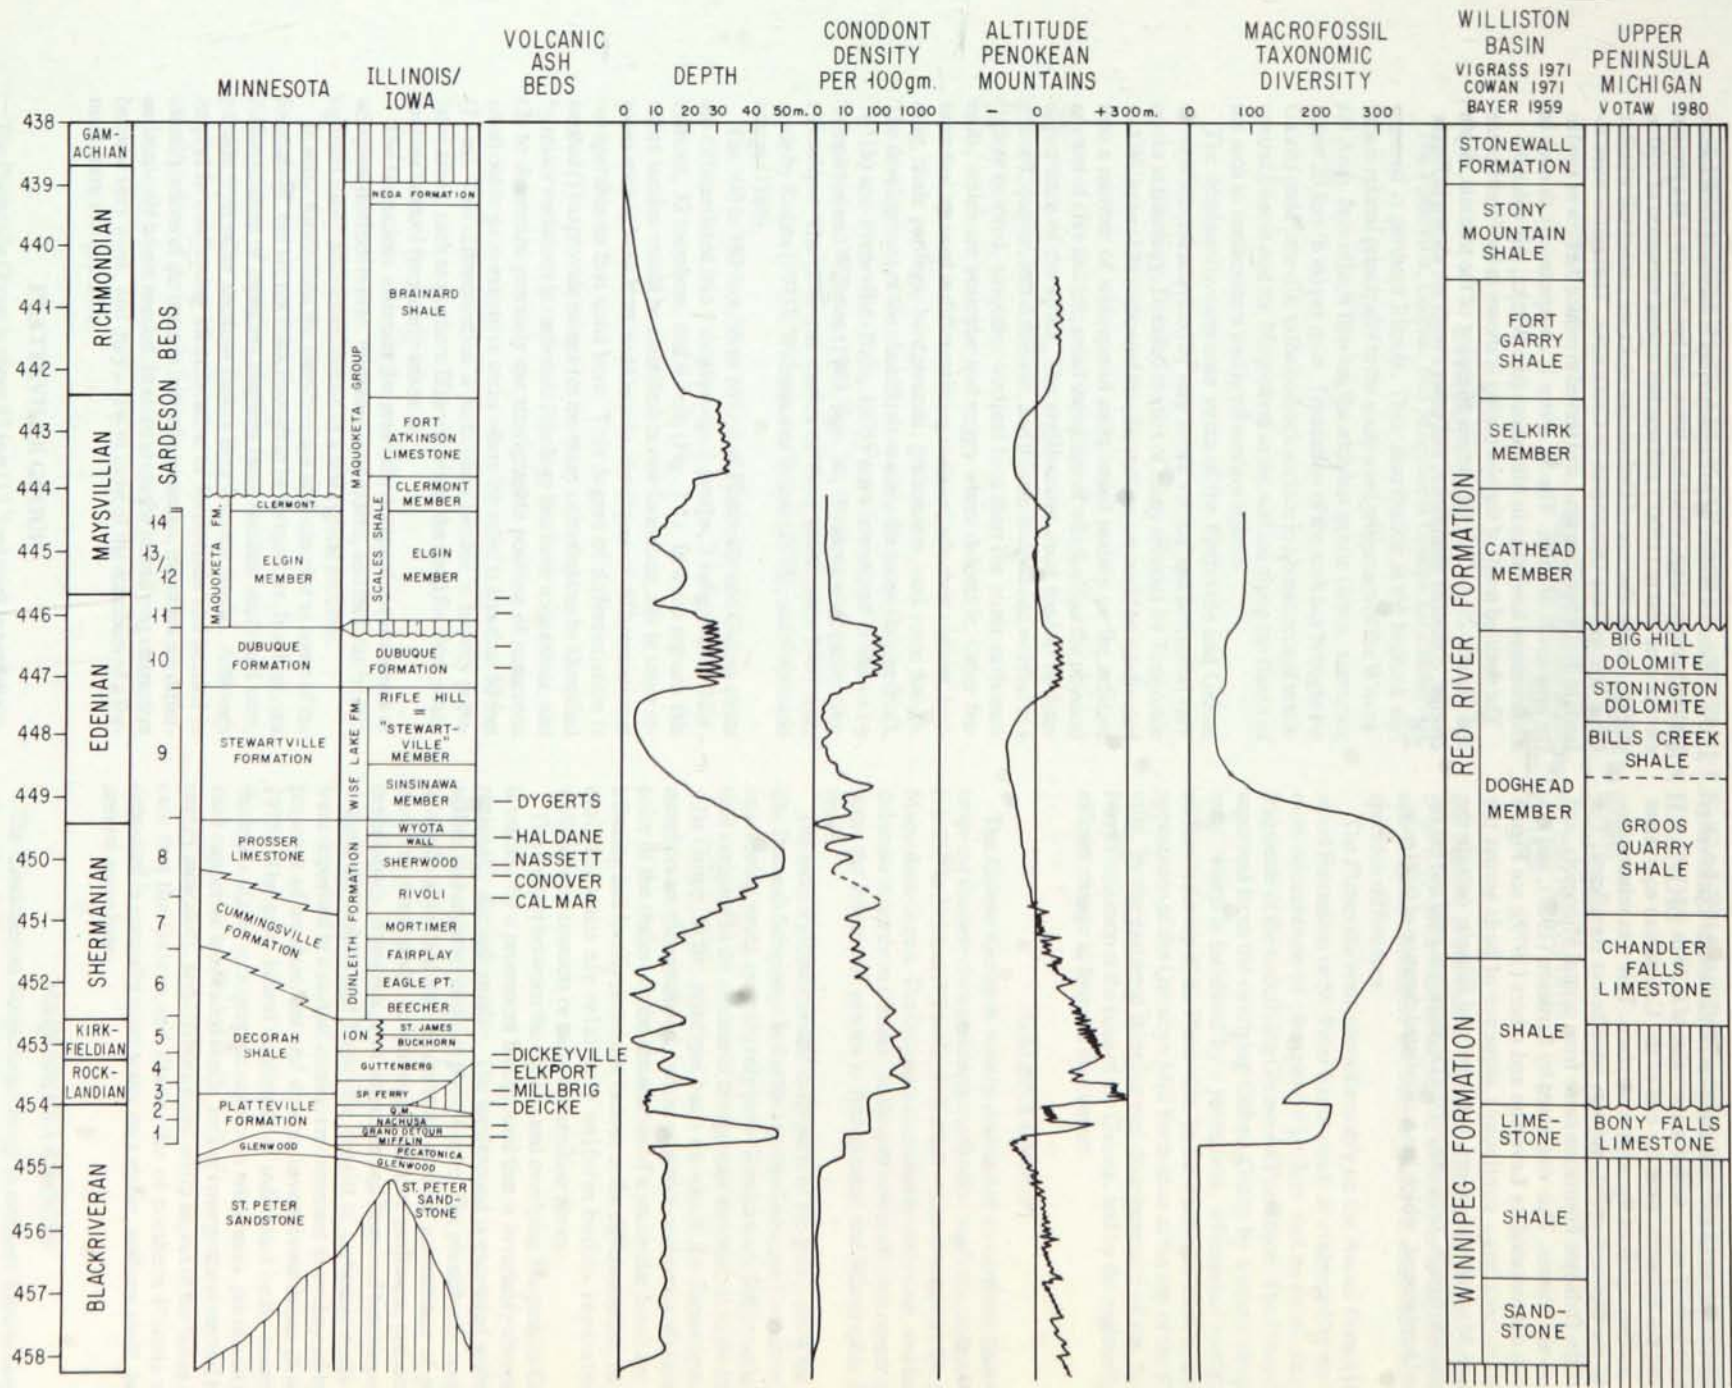 MINNESOTA
ILLINOIS/
IOWA
VOLCANIC
ASH
BEDS
DEPTH
0 10 20 30 40 50m.
CONODONT
DENSITY
PER 100gm.
0 10 100 1000
ALTITUDE
PENOKEAN
MOUNTAINS
– 0 +300m.
MACROFOSSIL
TAXONOMIC
DIVERSITY
0 100 200 300
WILLISTON
BASIN
VIGRASS 1971
COWAN 1971
BAYER 1959
UPPER
PENINSULA
MICHIGAN
VOTAW 1980
438
439
440
441
442
443
444
445
446
447
448
449
450
451
452
453
454
455
456
457
458
GAM-
ACHIAN
RICHMONDIAN
MAYSVILLIAN
EDENIAN
SHERMANIAN
KIRK-
FIELDIAN
ROCK-
LANDIAN
BLACKRIVERAN
SARDESON BEDS
14
13/
12
11
10
9
8
7
6
5
4
3
2
1
CLERMONT
MAQUOKETA FM.
ELGIN
MEMBER
DUBUQUE
FORMATION
STEWARTVILLE
FORMATION
PROSSER
LIMESTONE
CUMMINGSVILLE
FORMATION
DECORAH
SHALE
PLATTEVILLE
FORMATION
GLENWOOD
ST. PETER
SANDSTONE
NEDA FORMATION
MAQUOKETA GROUP
BRAINARD
SHALE
FORT
ATKINSON
LIMESTONE
SCALES SHALE
CLERMONT
MEMBER
ELGIN
MEMBER
DUBUQUE
FORMATION
WISE LAKE FM.
RIFLE HILL
=
"STEWART-
VILLE"
MEMBER
SINSINAWA
MEMBER
DUNLEITH FORMATION
WYOTA
WALL
SHERWOOD
RIVOLI
MORTIMER
FAIRPLAY
EAGLE PT.
BEECHER
ION
ST. JAMES
BUCKHORN
GUTTENBERG
SP. FERRY
Q.M.
NACHUSA
GRAND DETOUR
MIFFLIN
PECATONICA
GLENWOOD
ST. PETER
SAND-
STONE
DYGERTS
HALDANE
NASSETT
CONOVER
CALMAR
DICKEYVILLE
ELKPORT
MILLBRIG
DEICKE
STONEWALL
FORMATION
STONY
MOUNTAIN
SHALE
RED RIVER FORMATION
FORT
GARRY
SHALE
SELKIRK
MEMBER
CATHEAD
MEMBER
DOGHEAD
MEMBER
WINNIPEG FORMATION
SHALE
LIME-
STONE
SHALE
SAND-
STONE
BIG HILL
DOLOMITE
STONINGTON
DOLOMITE
BILLS CREEK
SHALE
GROOS
QUARRY
SHALE
CHANDLER
FALLS
LIMESTONE
BONY FALLS
LIMESTONE